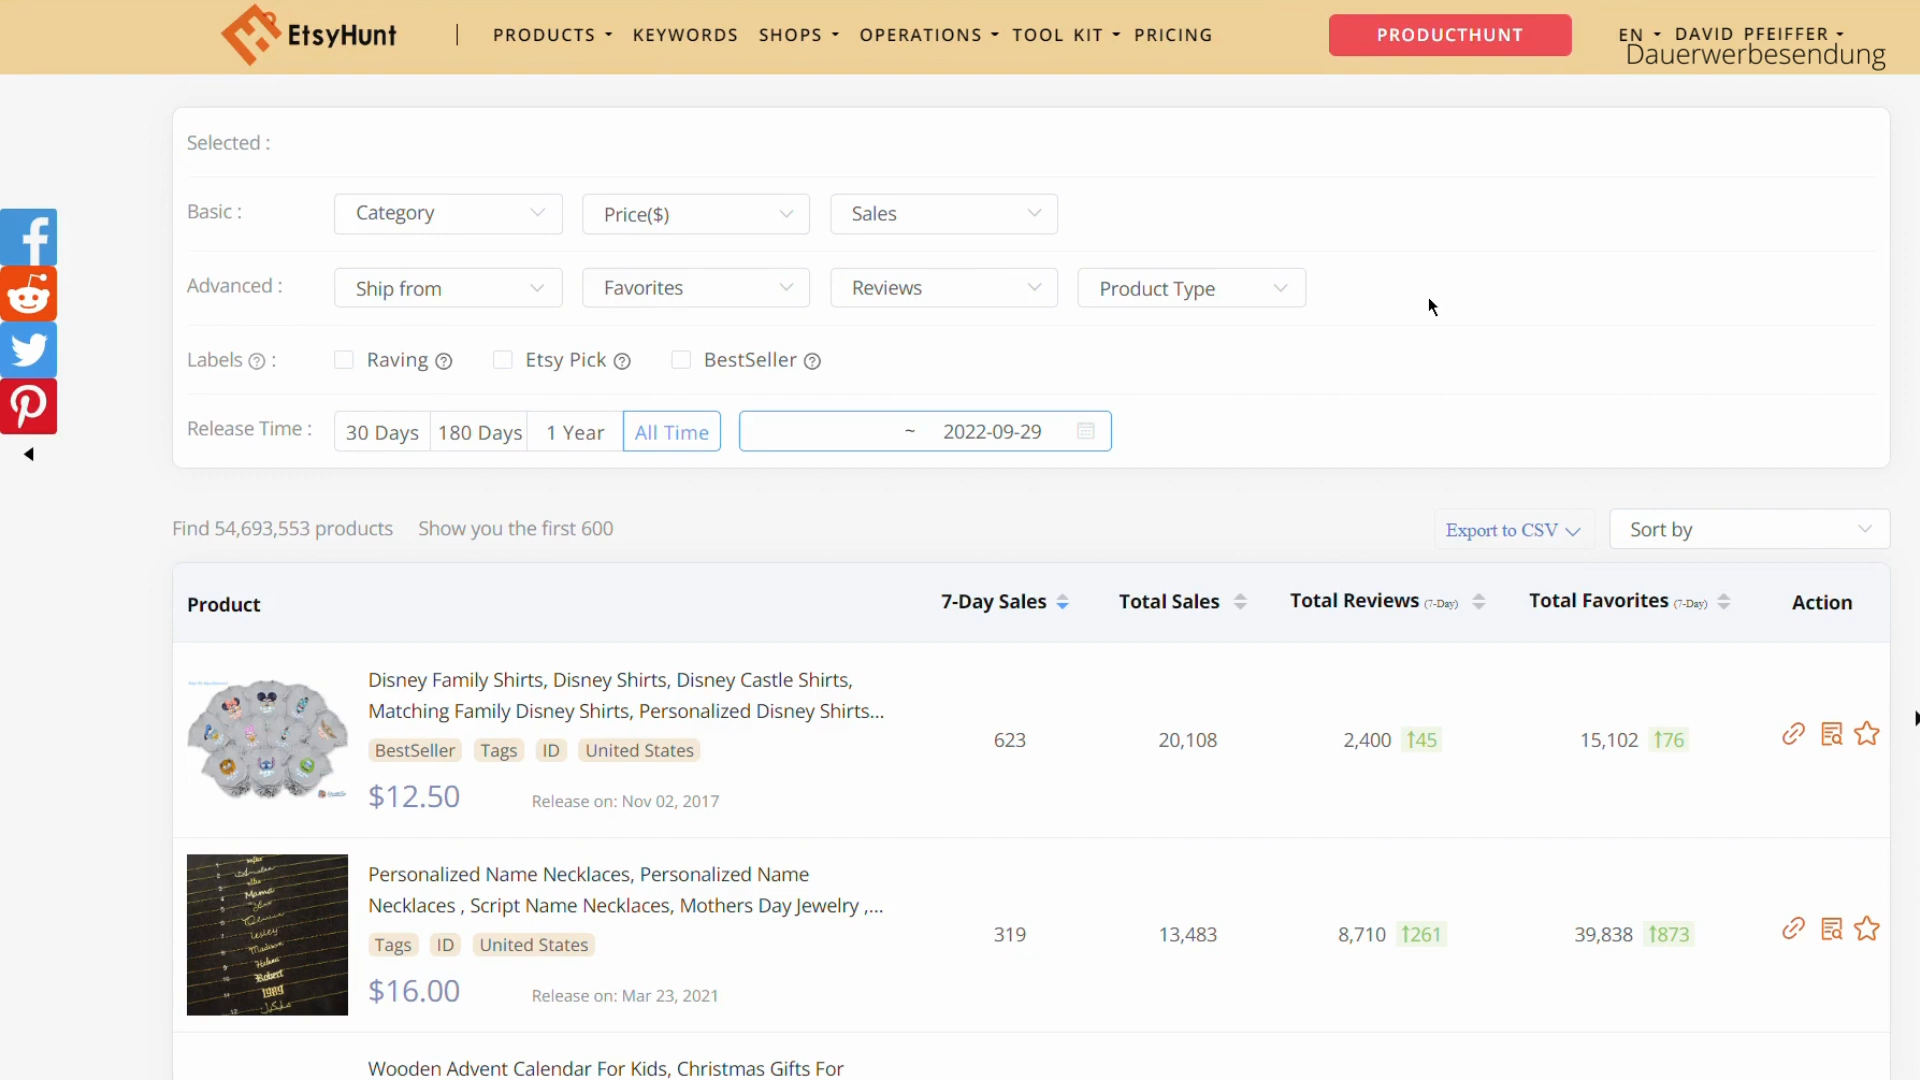 EtsyHunt
PRODUCTS KEYWORDS SHOPS OPERATIONS TOOL KIT PRICING
PRODUCTHUNT
EN DAVID PFEIFFER
Dauerwerbesendung
Selected :
Basic : Category Price($) Sales
Advanced : Ship from Favorites Reviews Product Type
Labels ? : Raving ? Etsy Pick ? BestSeller ?
Release Time : 30 Days 180 Days 1 Year All Time ~ 2022-09-29
Find 54,693,553 products Show you the first 600
Export to CSV Sort by
Product 7-Day Sales Total Sales Total Reviews (7-Day) Total Favorites (7-Day) Action
Disney Family Shirts, Disney Shirts, Disney Castle Shirts,
Matching Family Disney Shirts, Personalized Disney Shirts...
BestSeller Tags ID United States
623 20,108 2,400 ↑45 15,102 ↑76
$12.50 Release on: Nov 02, 2017
Personalized Name Necklaces, Personalized Name
Necklaces , Script Name Necklaces, Mothers Day Jewelry ,...
Tags ID United States
319 13,483 8,710 ↑261 39,838 ↑873
$16.00 Release on: Mar 23, 2021
Mama
Olivia
Lesley
Madison
Helena
Robert
1989
Wooden Advent Calendar For Kids, Christmas Gifts For